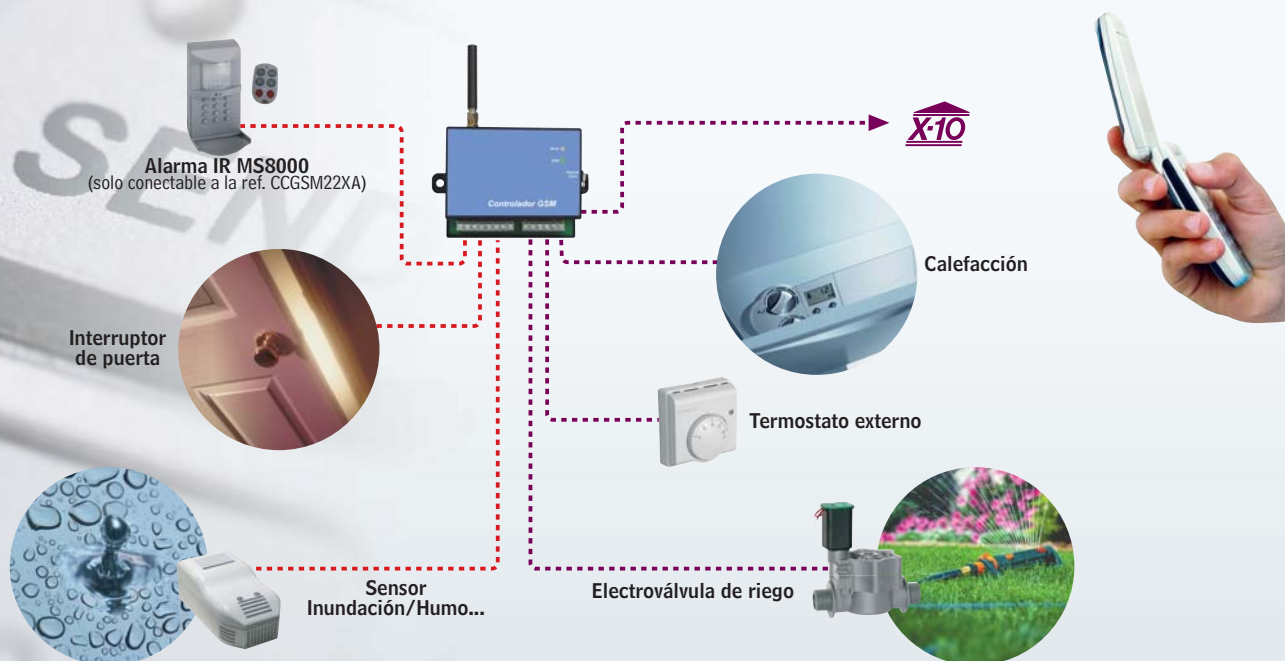 SEND
Alarma IR MS8000
(solo conectable a la ref. CCGSM22XA)
X-10
Controlador GSM
Calefacción
Interruptor
de puerta
Termostato externo
Sensor
Inundación/Humo...
Electroválvula de riego